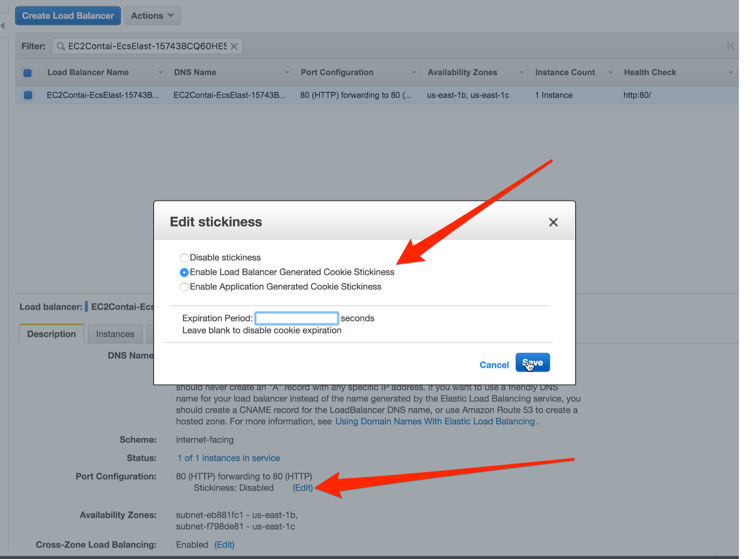 Create Load Balancer Actions
Filter: EC2Contai-EcsElast-15743BCQ60HES
Load Balancer Name DNS Name Port Configuration Availability Zones Instance Count Health Check
EC2Contai-EcsElast-15743B... EC2Contai-EcsElast-15743B... 80 (HTTP) forwarding to 80 (... us-east-1b, us-east-1c 1 Instance http:80/
Edit stickiness
Disable stickiness
Enable Load Balancer Generated Cookie Stickiness
Enable Application Generated Cookie Stickiness
Expiration Period: seconds
Leave blank to disable cookie expiration
Cancel Save
Load balancer: EC2Contai-Ecs
Description Instances
DNS Name
should never create an "A" record with any specific IP address. If you want to use a friendly DNS
name for your load balancer instead of the name generated by the Elastic Load Balancing service, you
should create a CNAME record for the LoadBalancer DNS name, or use Amazon Route 53 to create a
hosted zone. For more information, see Using Domain Names With Elastic Load Balancing.
Scheme: internet-facing
Status: 1 of 1 instances in service
Port Configuration: 80 (HTTP) forwarding to 80 (HTTP)
Stickiness: Disabled (Edit)
Availability Zones: subnet-eb881fc1 - us-east-1b,
subnet-f798de81 - us-east-1c
Cross-Zone Load Balancing: Enabled (Edit)